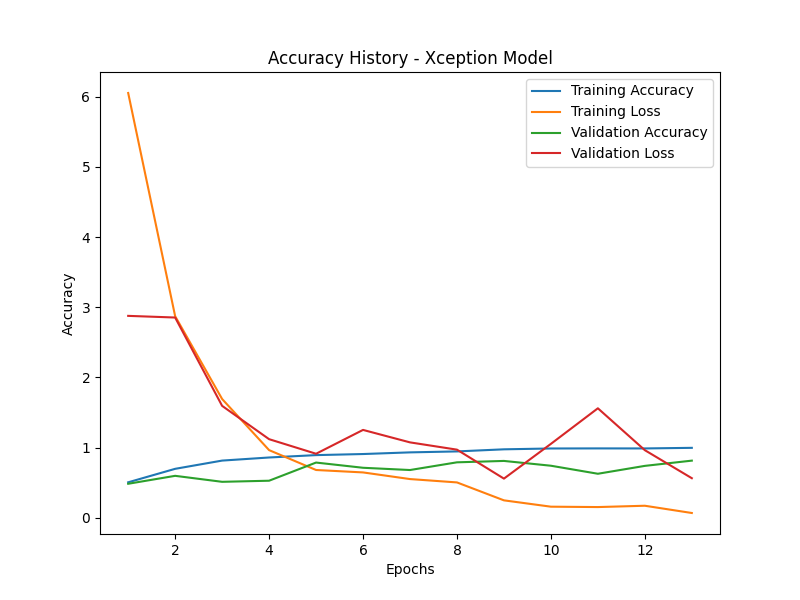 Accuracy History - Xception Model
Training Accuracy
Training Loss
Validation Accuracy
Validation Loss
6
5
4
3
2
1
0
Accuracy
2 4 6 8 10 12
Epochs